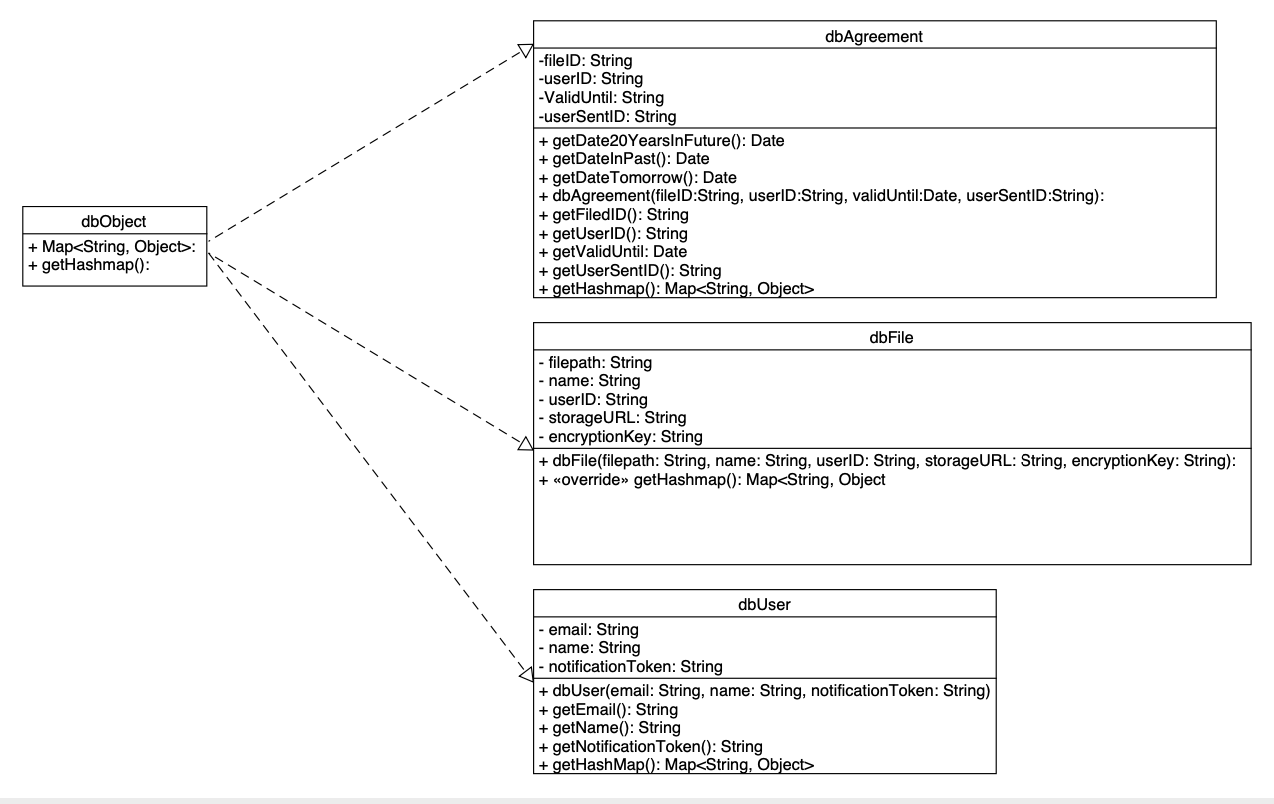 dbAgreement
-fileID: String
-userID: String
-ValidUntil: String
-userSentID: String
+ getDate20YearsInFuture(): Date
+ getDateInPast(): Date
+ getDateTomorrow(): Date
+ dbAgreement(fileID:String, userID:String, validUntil:Date, userSentID:String):
+ getFiledID(): String
+ getUserID(): String
+ getValidUntil: Date
+ getUserSentID(): String
+ getHashmap(): Map<String, Object>
dbObject
+ Map<String, Object>:
+ getHashmap():
dbFile
- filepath: String
- name: String
- userID: String
- storageURL: String
- encryptionKey: String
+ dbFile(filepath: String, name: String, userID: String, storageURL: String, encryptionKey: String):
+ «override» getHashmap(): Map<String, Object
dbUser
- email: String
- name: String
- notificationToken: String
+ dbUser(email: String, name: String, notificationToken: String)
+ getEmail(): String
+ getName(): String
+ getNotificationToken(): String
+ getHashMap(): Map<String, Object>